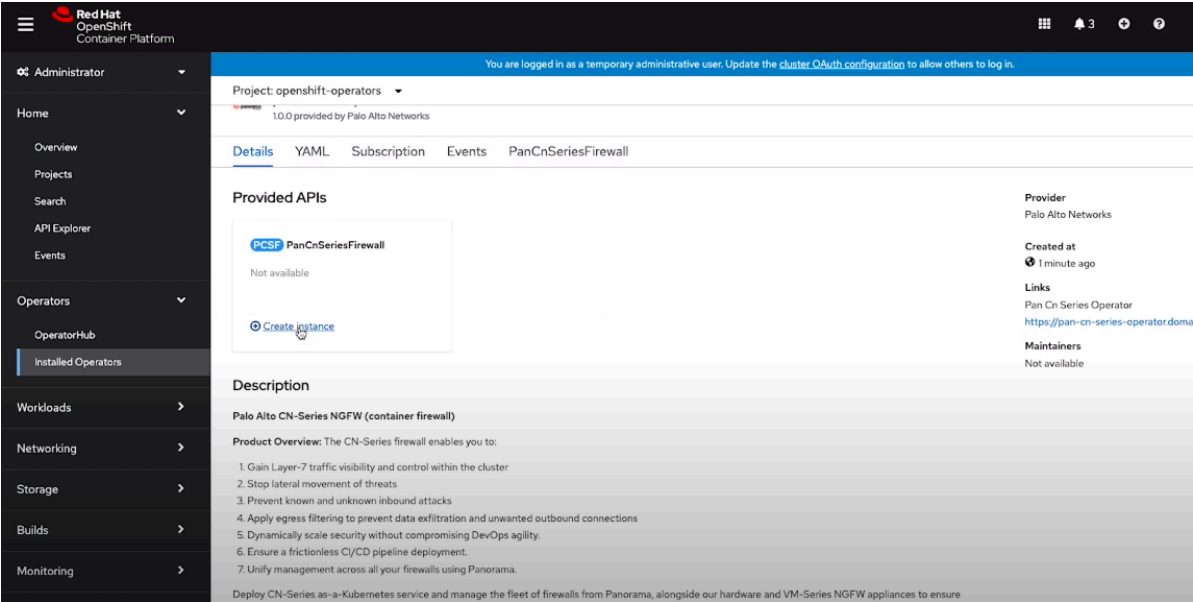 Red Hat
OpenShift
Container Platform
3
Administrator
You are logged in as a temporary administrative user. Update the cluster OAuth configuration to allow others to log in.
Project: openshift-operators
Home
Overview
Projects
Search
API Explorer
Events
Operators
OperatorHub
Installed Operators
Workloads
Networking
Storage
Builds
Monitoring
1.0.0 provided by Palo Alto Networks
Details YAML Subscription Events PanCnSeriesFirewall
Provided APIs
PCSF PanCnSeriesFirewall
Not available
Create instance
Provider
Palo Alto Networks
Created at
1 minute ago
Links
Pan Cn Series Operator
https://pan-cn-series-operator.doma
Maintainers
Not available
Description
Palo Alto CN-Series NGFW (container firewall)
Product Overview: The CN-Series firewall enables you to:
1. Gain Layer-7 traffic visibility and control within the cluster
2. Stop lateral movement of threats
3. Prevent known and unknown inbound attacks
4. Apply egress filtering to prevent data exfiltration and unwanted outbound connections
5. Dynamically scale security without compromising DevOps agility.
6. Ensure a frictionless CI/CD pipeline deployment.
7. Unify management across all your firewalls using Panorama.
Deploy CN-Series as-a-Kubernetes service and manage the fleet of firewalls from Panorama, alongside our hardware and VM-Series NGFW appliances to ensure